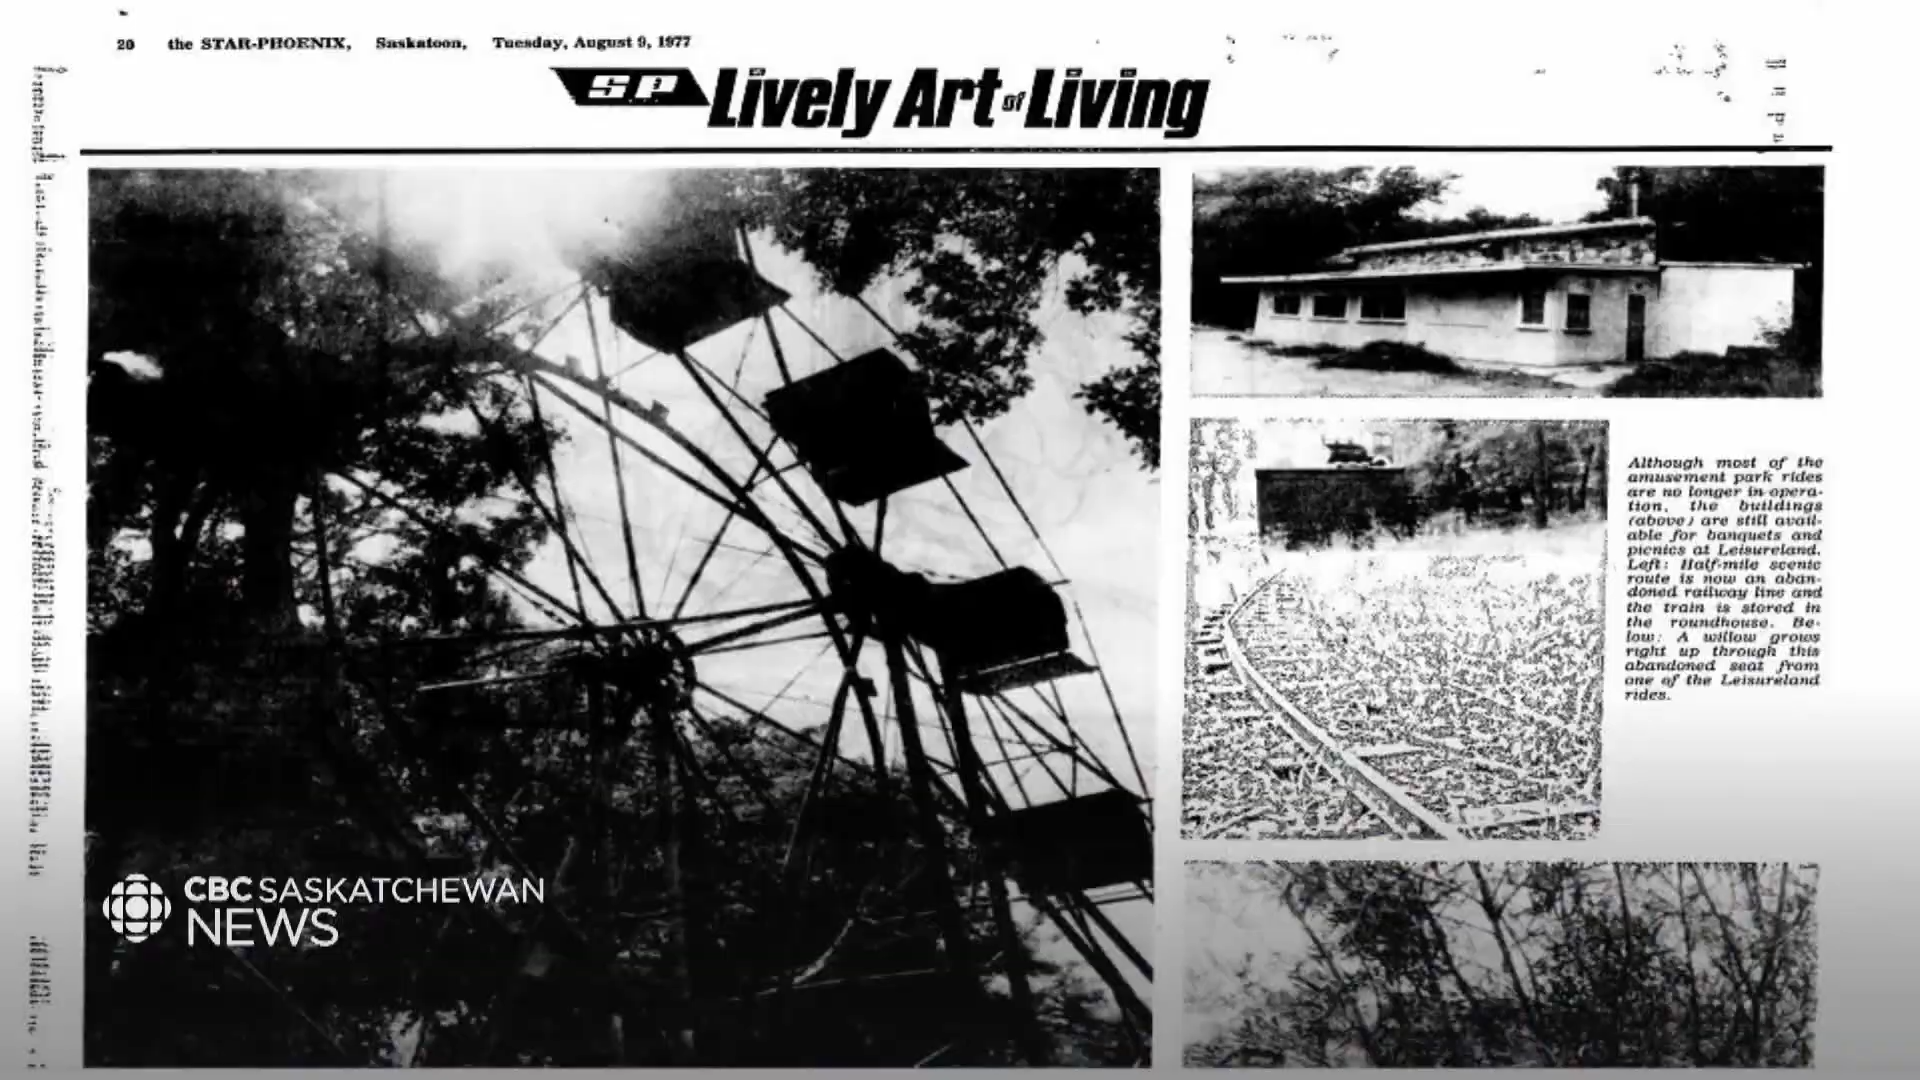 20 the STAR-PHOENIX, Saskatoon, Tuesday, August 9, 1977
SP Lively Art of Living
Although most of the
amusement park rides
are no longer in opera-
tion, the buildings
(above) are still avail-
able for banquets and
picnics at Leisureland.
Left: Half-mile scenic
route is now an aban-
doned railway line and
the train is stored in
the roundhouse. Be-
low: A willow grows
right up through this
abandoned seat from
one of the Leisureland
rides.
CBC SASKATCHEWAN
NEWS